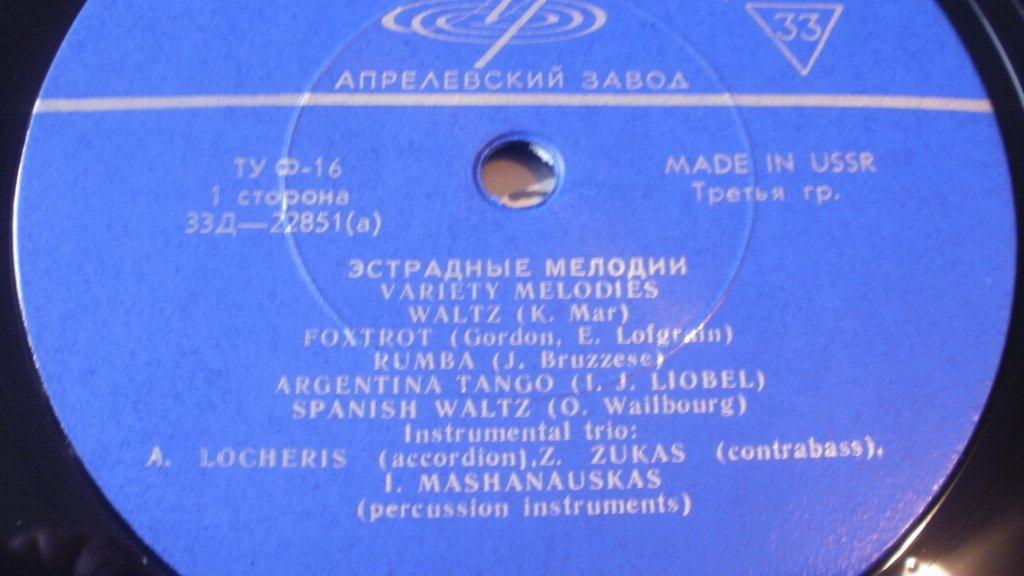 АПРЕЛЕВСКИЙ ЗАВОД
33
ТУ Ф-16
1 сторона
33Д—22851(а)
MADE IN USSR
Третья гр.
ЭСТРАДНЫЕ МЕЛОДИИ
VARIETY MELODIES
WALTZ (K. Mar)
FOXTROT (Gordon, E. Lofgrain)
RUMBA (J. Bruzzese)
ARGENTINA TANGO (I. J. LIOBEL)
SPANISH WALTZ (O. Wailbourg)
Instrumental trio:
A. LOCHERIS (accordion), Z. ZUKAS (contrabass),
I. MASHANAUSKAS
(percussion instruments)